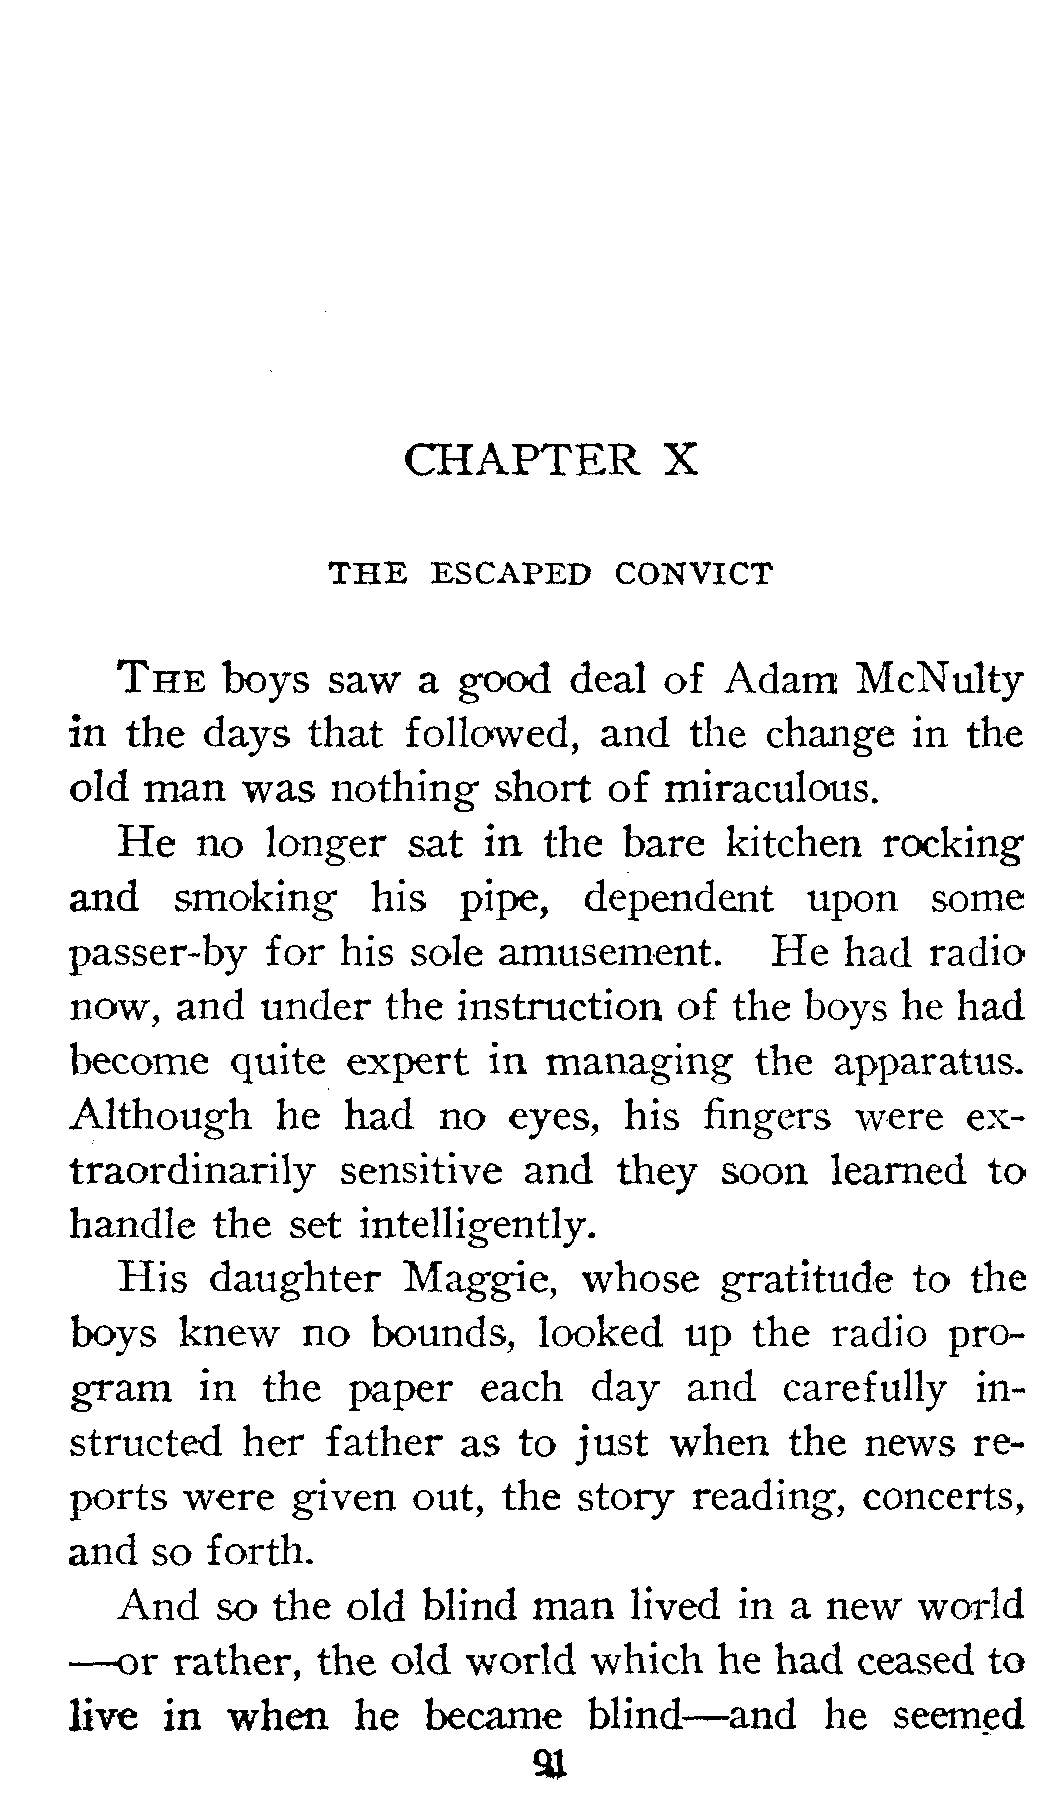 CHAPTER X
THE ESCAPED CONVICT
THE boys saw a good deal of Adam McNulty
in the days that followed, and the change in the
old man was nothing short of miraculous.
He no longer sat in the bare kitchen rocking
and smoking his pipe, dependent upon some
passer-by for his sole amusement. He had radio
now, and under the instruction of the boys he had
become quite expert in managing the apparatus.
Although he had no eyes, his fingers were ex-
traordinarily sensitive and they soon learned to
handle the set intelligently.
His daughter Maggie, whose gratitude to the
boys knew no bounds, looked up the radio pro-
gram in the paper each day and carefully in-
structed her father as to just when the news re-
ports were given out, the story reading, concerts,
and so forth.
And so the old blind man lived in a new world
—or rather, the old world which he had ceased to
live in when he became blind—and he seemed
91